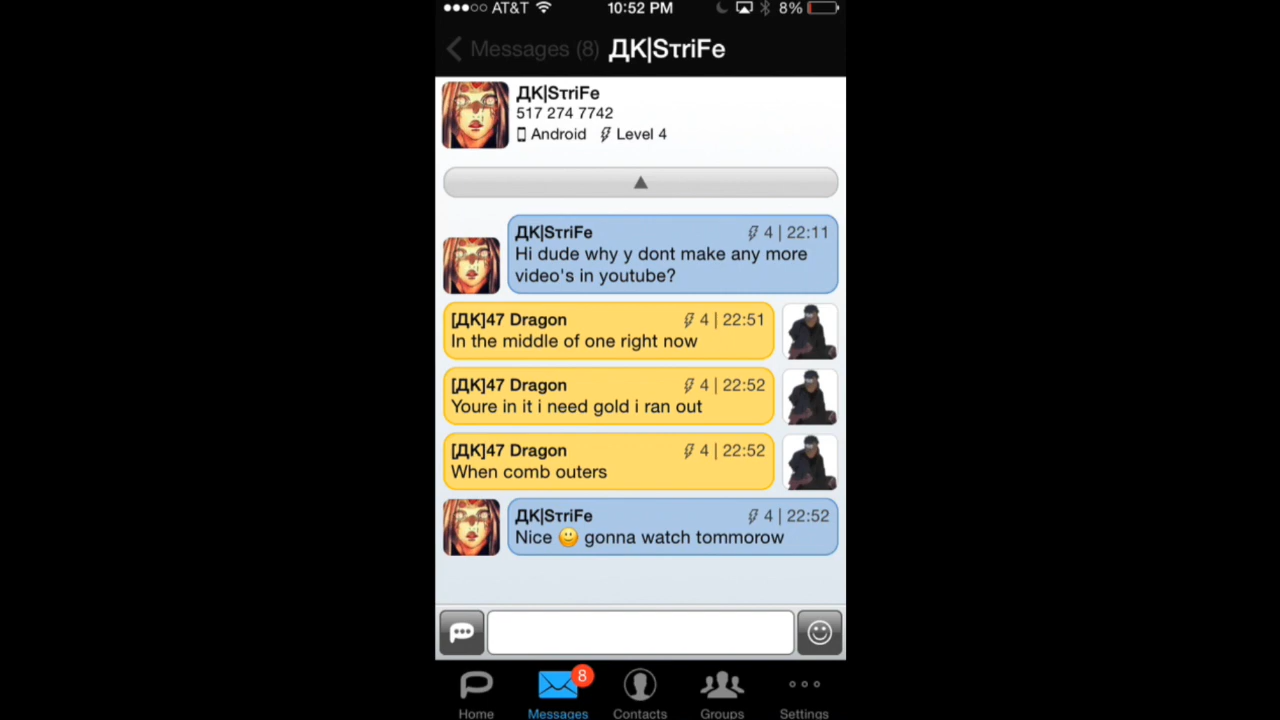 AT&T 10:52 PM 8%
Messages (8) ДК|SтriFe
ДК|SтriFe
517 274 7742
Android Level 4
ДК|SтriFe 4 | 22:11
Hi dude why y dont make any more
video's in youtube?
[ДК]47 Dragon 4 | 22:51
In the middle of one right now
[ДК]47 Dragon 4 | 22:52
Youre in it i need gold i ran out
[ДК]47 Dragon 4 | 22:52
When comb outers
ДК|SтriFe 4 | 22:52
Nice 🙂 gonna watch tommorow
8
Home Messages Contacts Groups Settings